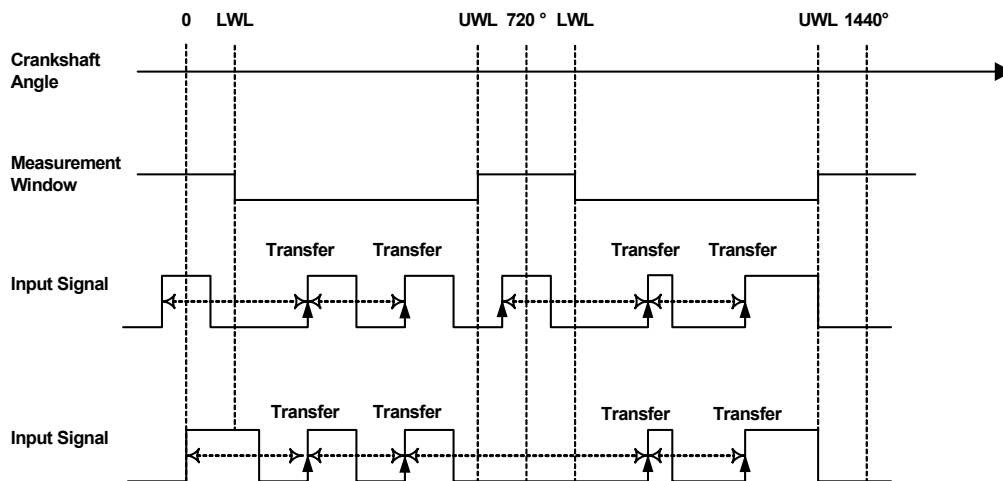 0 LWL UWL 720 ° LWL UWL 1440°
Crankshaft
Angle
Measurement
Window
Transfer Transfer Transfer Transfer
Input Signal
Transfer Transfer Transfer Transfer
Input Signal